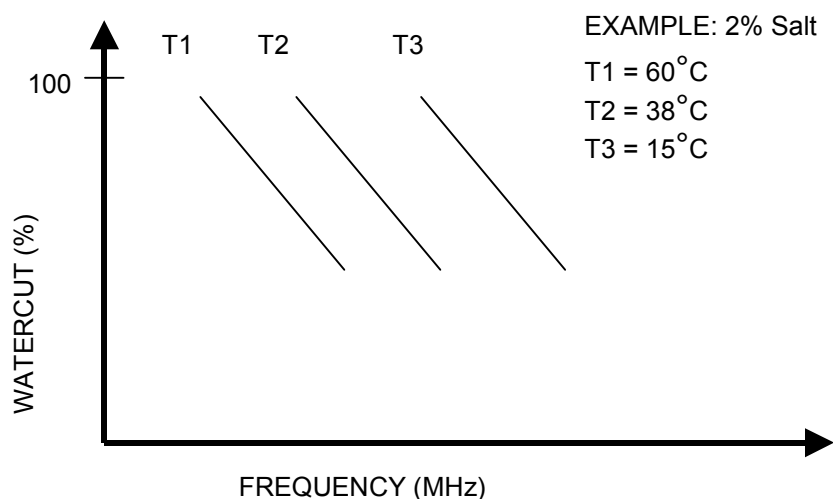 T1 T2 T3
EXAMPLE: 2% Salt
T1 = 60°C
T2 = 38°C
T3 = 15°C
100
WATERCUT (%)
FREQUENCY (MHz)